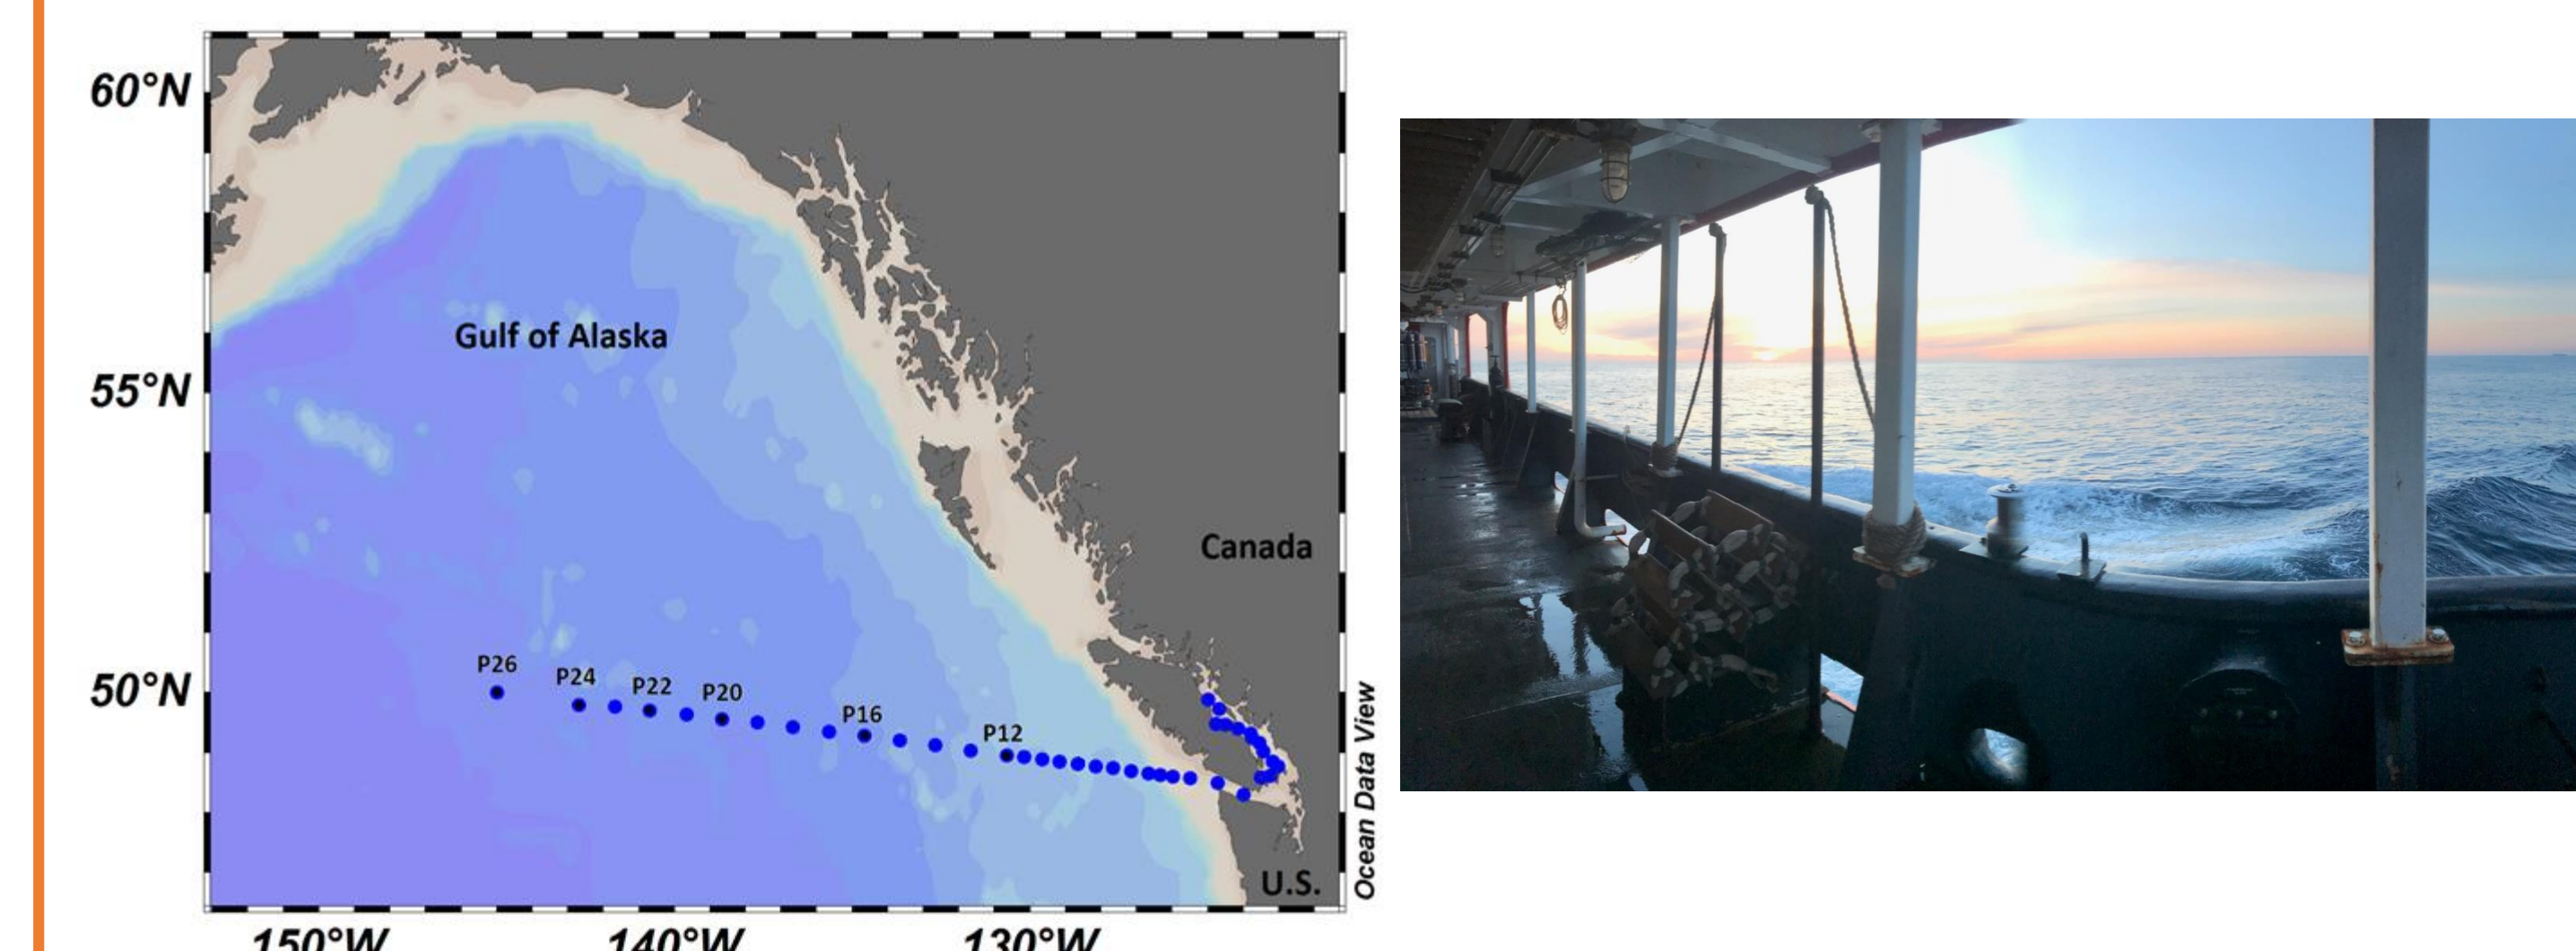 60°N
55°N
50°N
Gulf of Alaska
Canada
P26
P24
P22
P20
P16
P12
U.S.
Ocean Data View
150°W
140°W
130°W